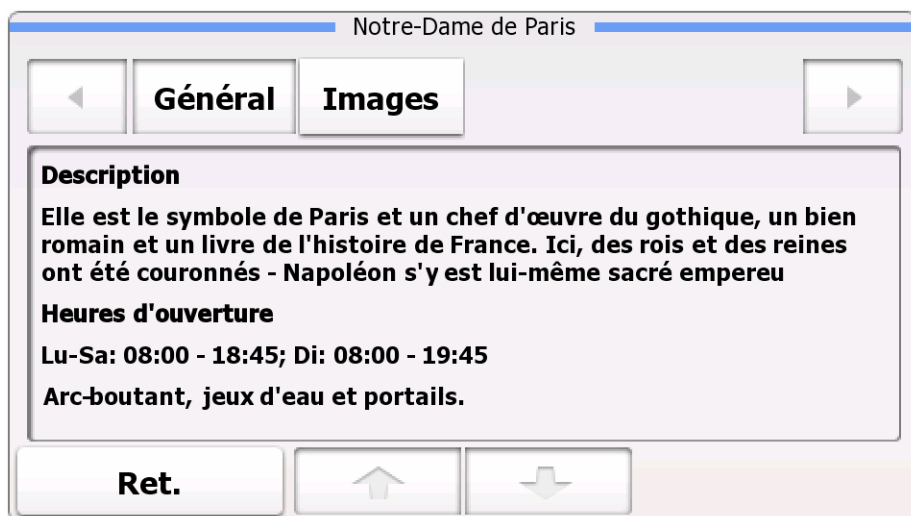 Notre-Dame de Paris
Général Images
Description
Elle est le symbole de Paris et un chef d'œuvre du gothique, un bien
romain et un livre de l'histoire de France. Ici, des rois et des reines
ont été couronnés - Napoléon s'y est lui-même sacré empereu
Heures d'ouverture
Lu-Sa: 08:00 - 18:45; Di: 08:00 - 19:45
Arc-boutant, jeux d'eau et portails.
Ret.